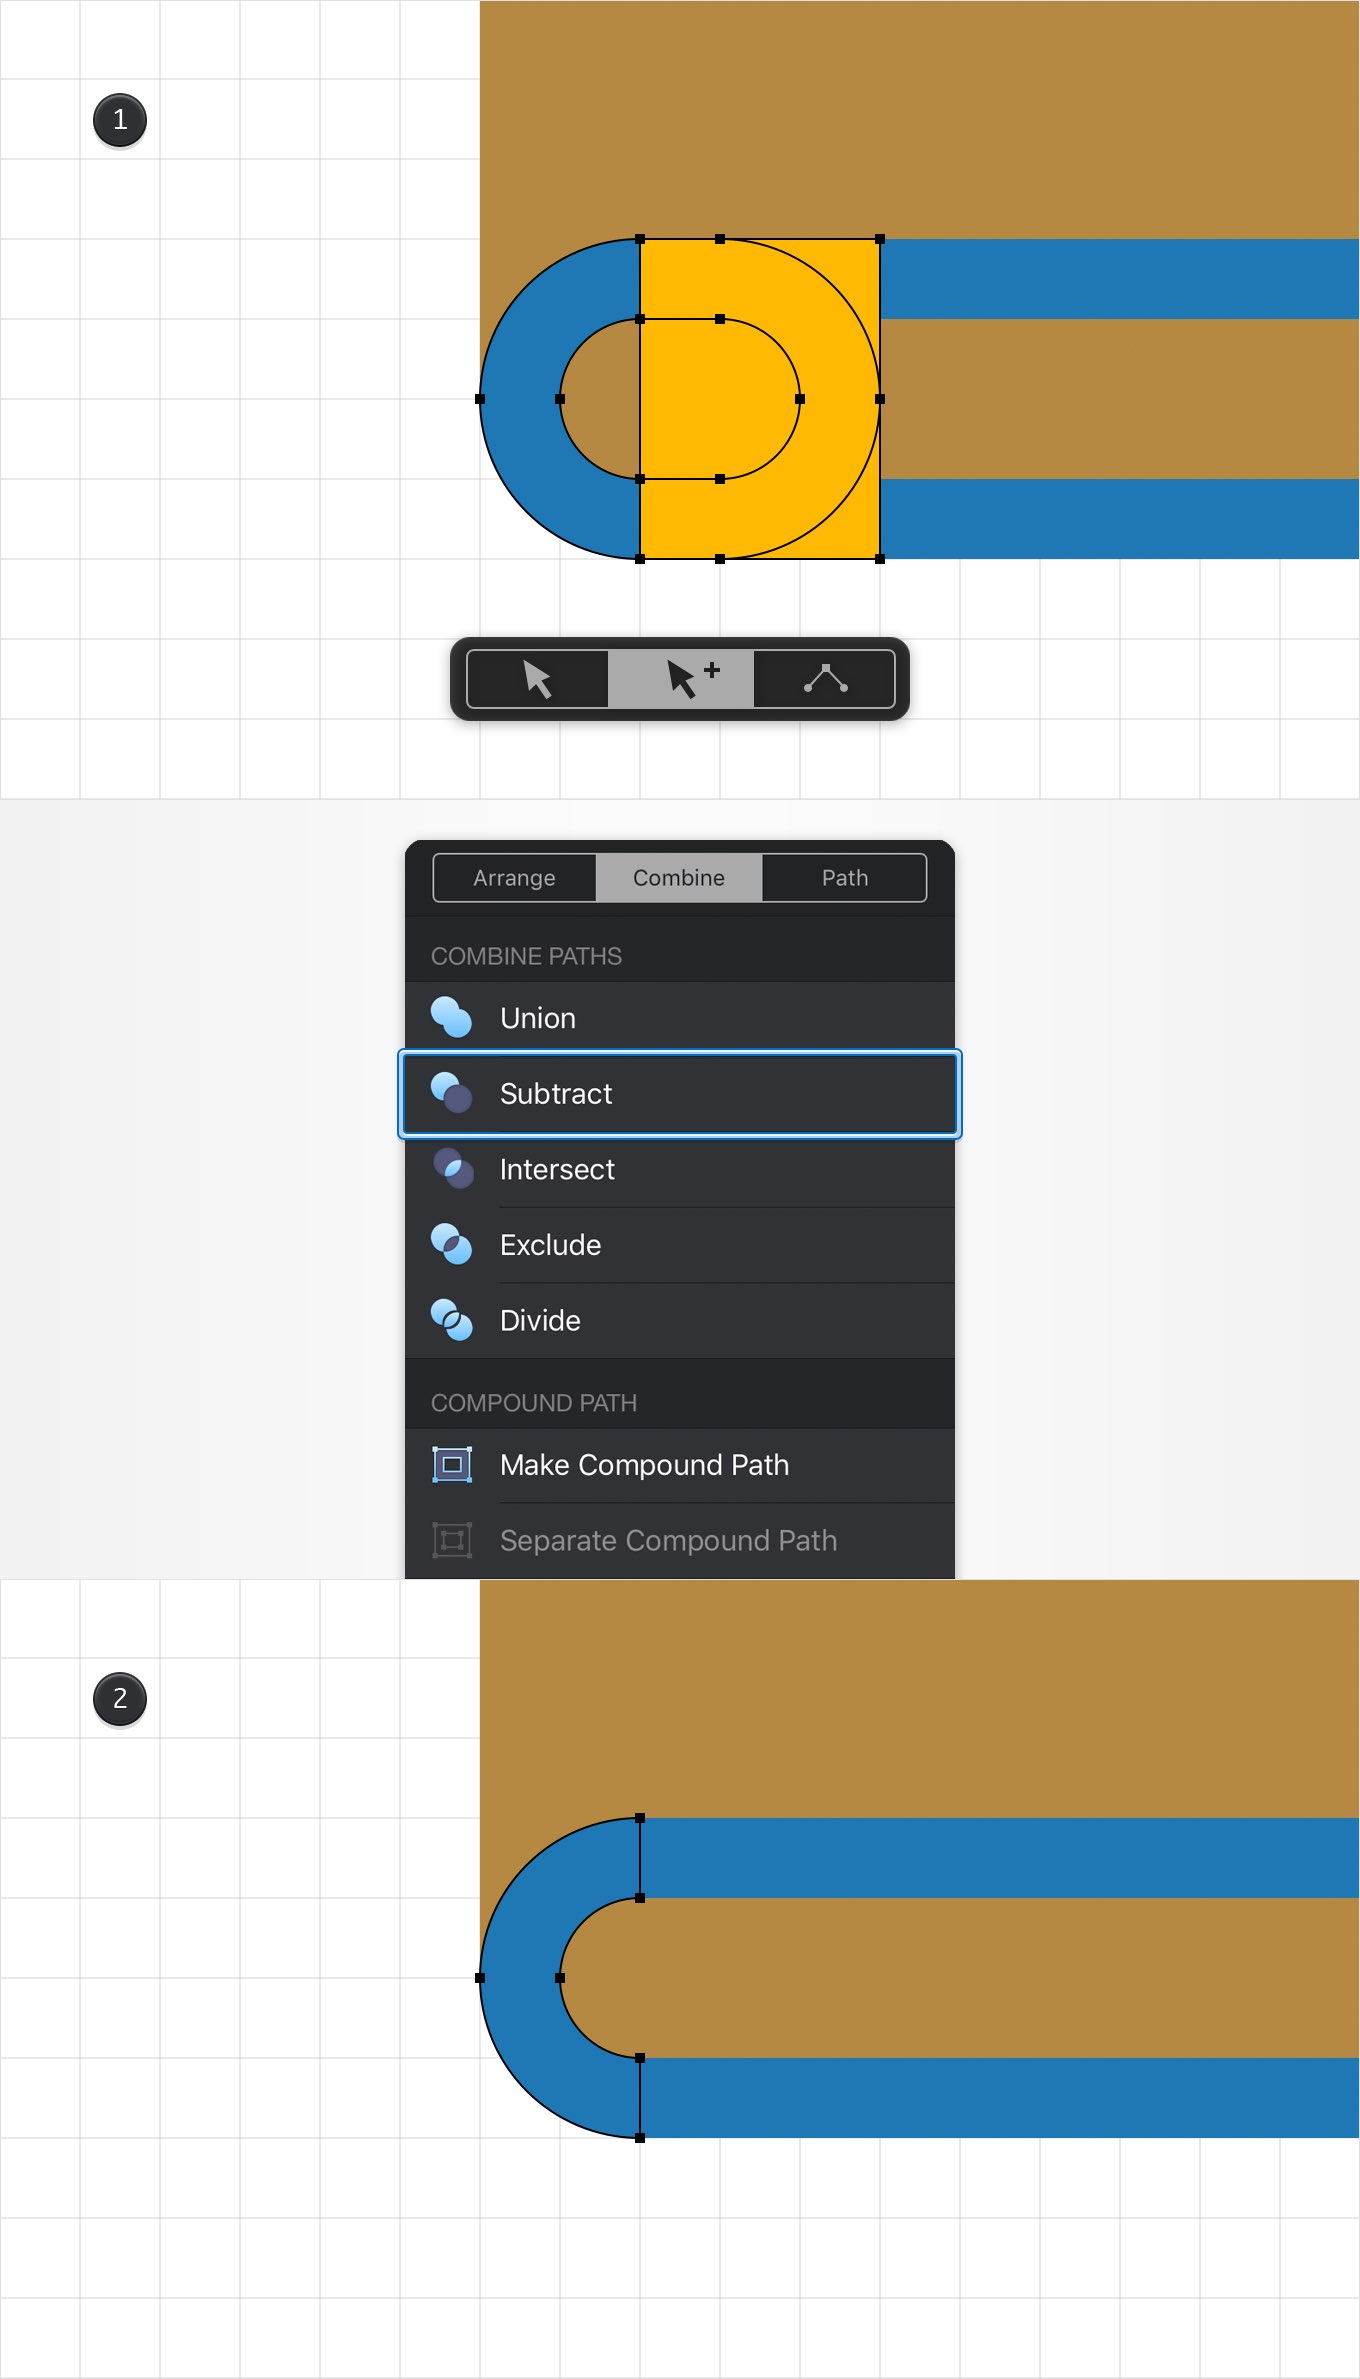 1
Arrange Combine Path
COMBINE PATHS
Union
Subtract
Intersect
Exclude
Divide
COMPOUND PATH
Make Compound Path
Separate Compound Path
2